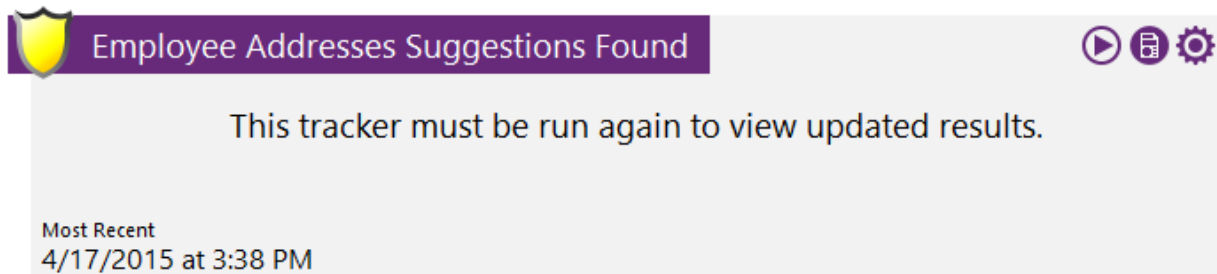 Employee Addresses Suggestions Found
This tracker must be run again to view updated results.
Most Recent
4/17/2015 at 3:38 PM